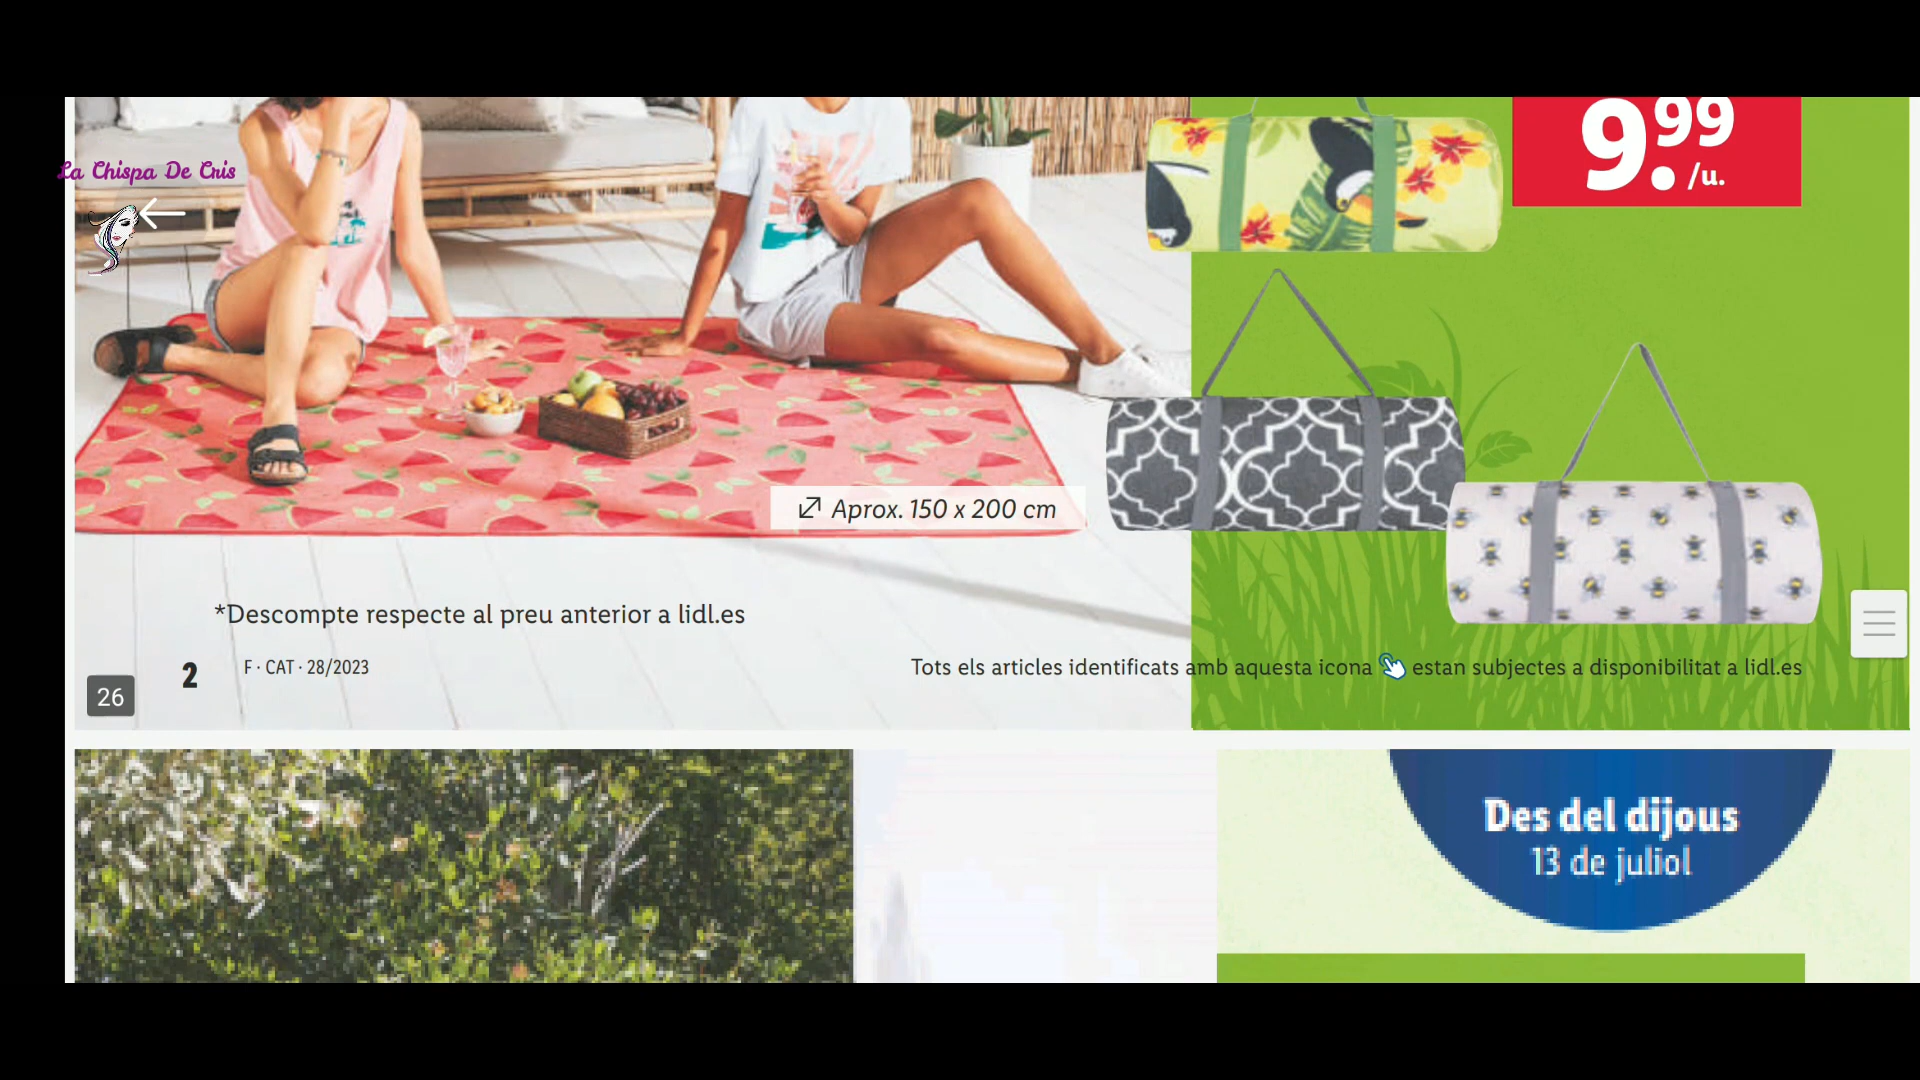 9.99
/u.
La Chispa De Cris
Aprox. 150 x 200 cm
*Descompte respecte al preu anterior a lidl.es
2
F · CAT · 28/2023
Tots els articles identificats amb aquesta icona estan subjectes a disponibilitat a lidl.es
26
Des del dijous
13 de juliol